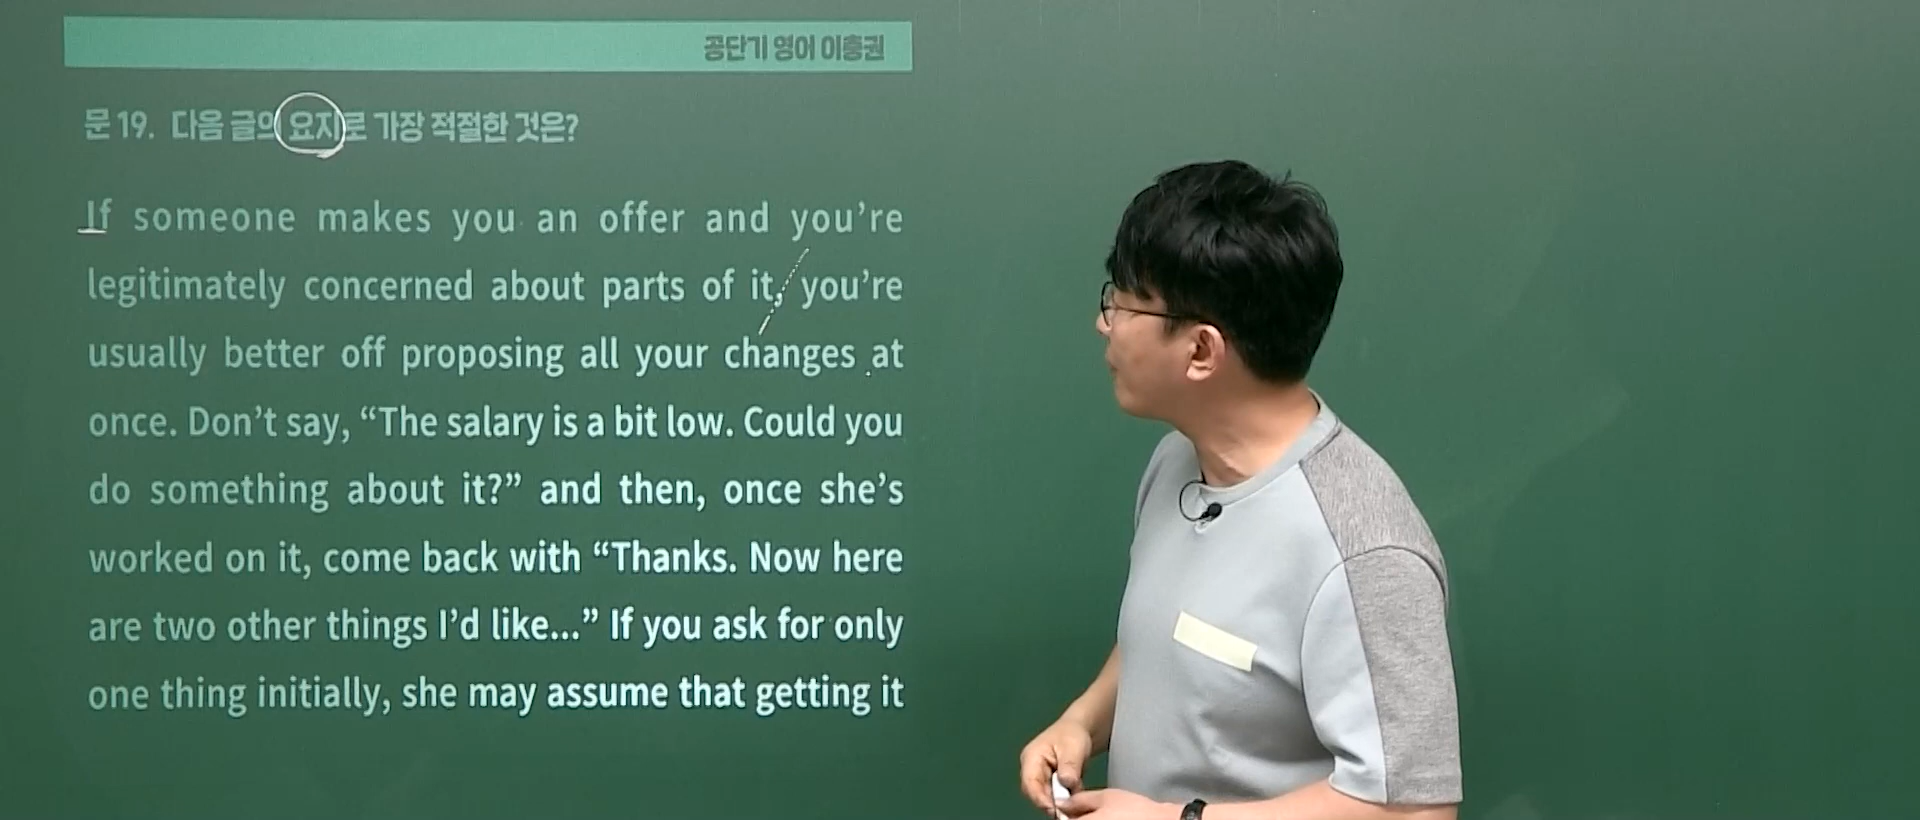 공단기 영어 이충권
문 19. 다음 글의 요지로 가장 적절한 것은?
If someone makes you an offer and you’re
legitimately concerned about parts of it, you’re
usually better off proposing all your changes at
once. Don’t say, “The salary is a bit low. Could you
do something about it?” and then, once she’s
worked on it, come back with “Thanks. Now here
are two other things I’d like...” If you ask for only
one thing initially, she may assume that getting it